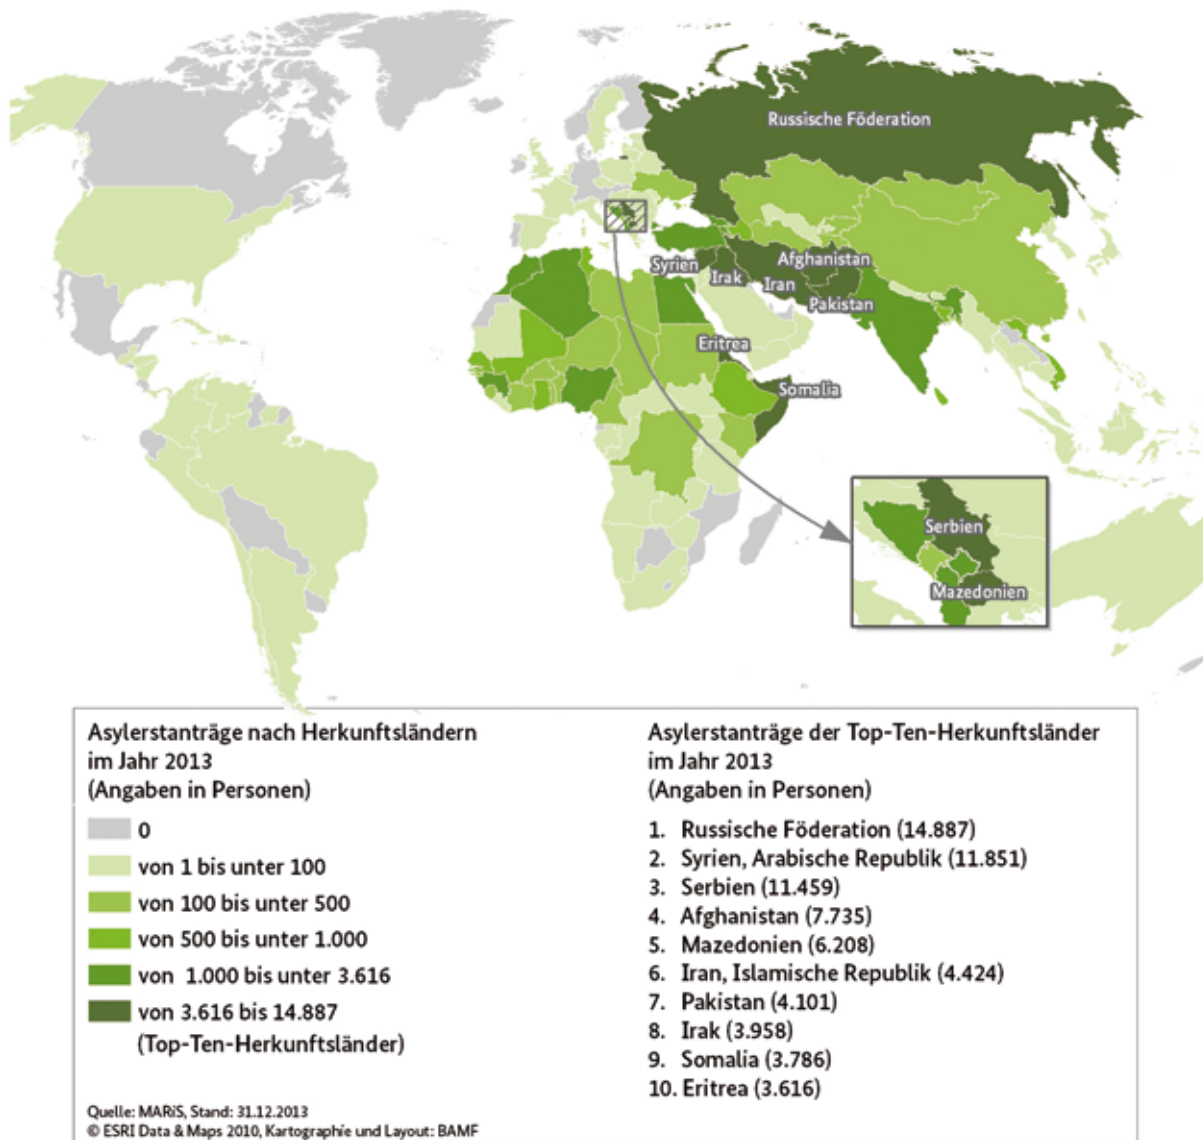 Russische Föderation
Syrien
Irak
Iran
Afghanistan
Pakistan
Eritrea
Somalia
Serbien
Mazedonien
Asylerstanträge nach Herkunftsländern
im Jahr 2013
(Angaben in Personen)
0
von 1 bis unter 100
von 100 bis unter 500
von 500 bis unter 1.000
von 1.000 bis unter 3.616
von 3.616 bis 14.887
(Top-Ten-Herkunftsländer)
Quelle: MARiS, Stand: 31.12.2013
© ESRI Data & Maps 2010, Kartographie und Layout: BAMF
Asylerstanträge der Top-Ten-Herkunftsländer
im Jahr 2013
(Angaben in Personen)
1. Russische Föderation (14.887)
2. Syrien, Arabische Republik (11.851)
3. Serbien (11.459)
4. Afghanistan (7.735)
5. Mazedonien (6.208)
6. Iran, Islamische Republik (4.424)
7. Pakistan (4.101)
8. Irak (3.958)
9. Somalia (3.786)
10. Eritrea (3.616)